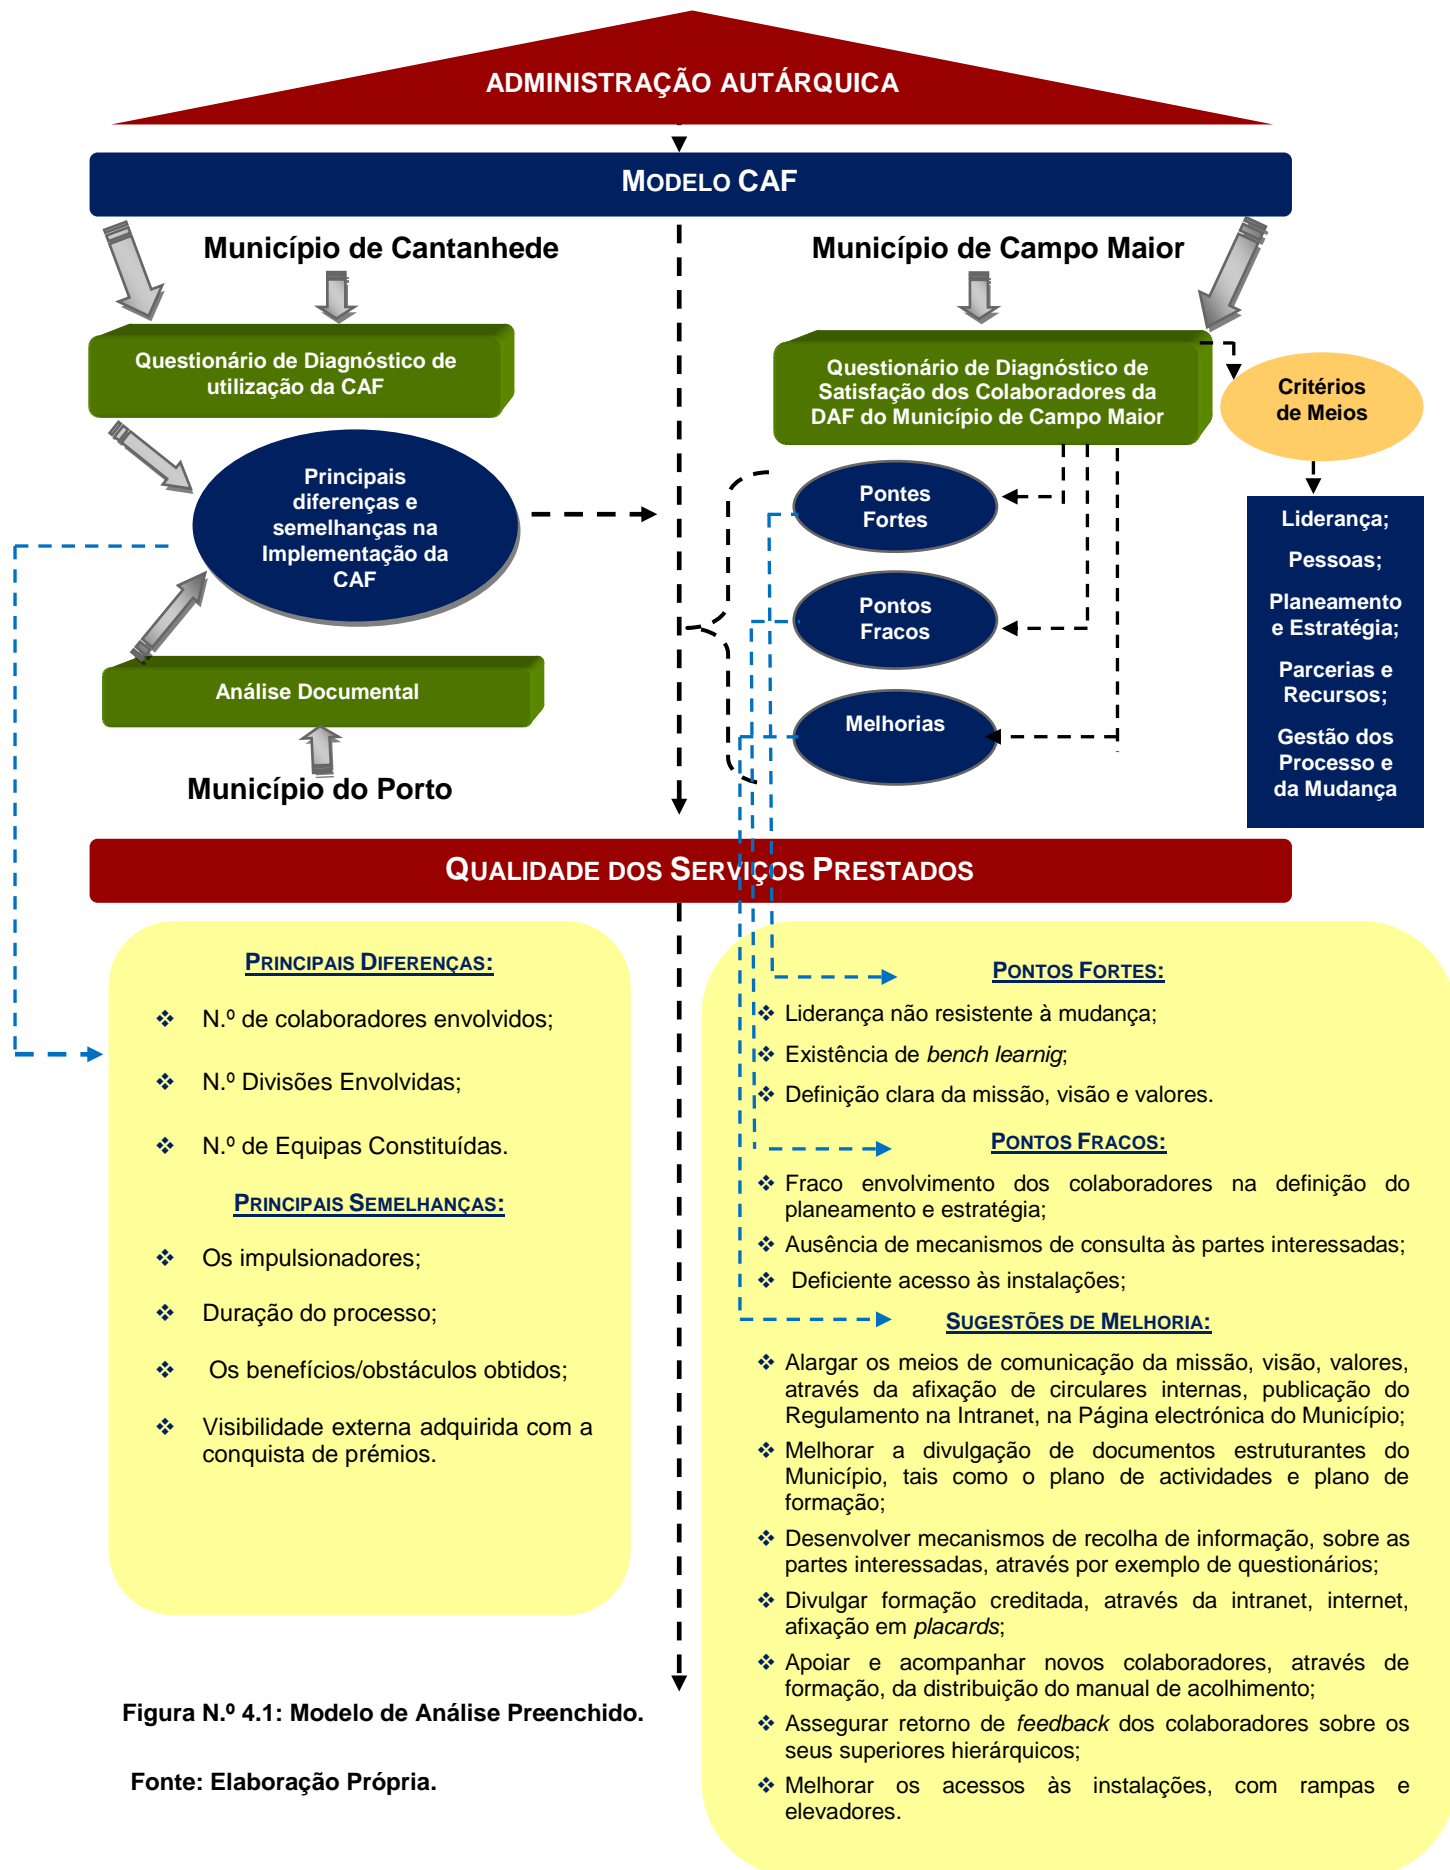 ADMINISTRAÇÃO AUTÁRQUICA
MODELO CAF
Município de Cantanhede
Município de Campo Maior
Questionário de Diagnóstico de
utilização da CAF
Questionário de Diagnóstico de
Satisfação dos Colaboradores da
DAF do Município de Campo Maior
Critérios
de Meios
Principais
diferenças e
semelhanças na
Implementação da
CAF
Pontes
Fortes
Pontos
Fracos
Melhorias
Liderança;
Pessoas;
Planeamento
e Estratégia;
Parcerias e
Recursos;
Gestão dos
Processo e
da Mudança
Análise Documental
Município do Porto
QUALIDADE DOS SERVIÇOS PRESTADOS
PRINCIPAIS DIFERENÇAS:
❖ N.º de colaboradores envolvidos;
❖ N.º Divisões Envolvidas;
❖ N.º de Equipas Constituídas.
PRINCIPAIS SEMELHANÇAS:
❖ Os impulsionadores;
❖ Duração do processo;
❖ Os benefícios/obstáculos obtidos;
❖ Visibilidade externa adquirida com a
conquista de prémios.
PONTOS FORTES:
❖ Liderança não resistente à mudança;
❖ Existência de bench learnig;
❖ Definição clara da missão, visão e valores.
PONTOS FRACOS:
❖ Fraco envolvimento dos colaboradores na definição do
planeamento e estratégia;
❖ Ausência de mecanismos de consulta às partes interessadas;
❖ Deficiente acesso às instalações;
SUGESTÕES DE MELHORIA:
❖ Alargar os meios de comunicação da missão, visão, valores,
através da afixação de circulares internas, publicação do
Regulamento na Intranet, na Página electrónica do Município;
❖ Melhorar a divulgação de documentos estruturantes do
Município, tais como o plano de actividades e plano de
formação;
❖ Desenvolver mecanismos de recolha de informação, sobre as
partes interessadas, através por exemplo de questionários;
❖ Divulgar formação creditada, através da intranet, internet,
afixação em placards;
❖ Apoiar e acompanhar novos colaboradores, através de
formação, da distribuição do manual de acolhimento;
❖ Assegurar retorno de feedback dos colaboradores sobre os
seus superiores hierárquicos;
❖ Melhorar os acessos às instalações, com rampas e
elevadores.
Figura N.º 4.1: Modelo de Análise Preenchido.
Fonte: Elaboração Própria.